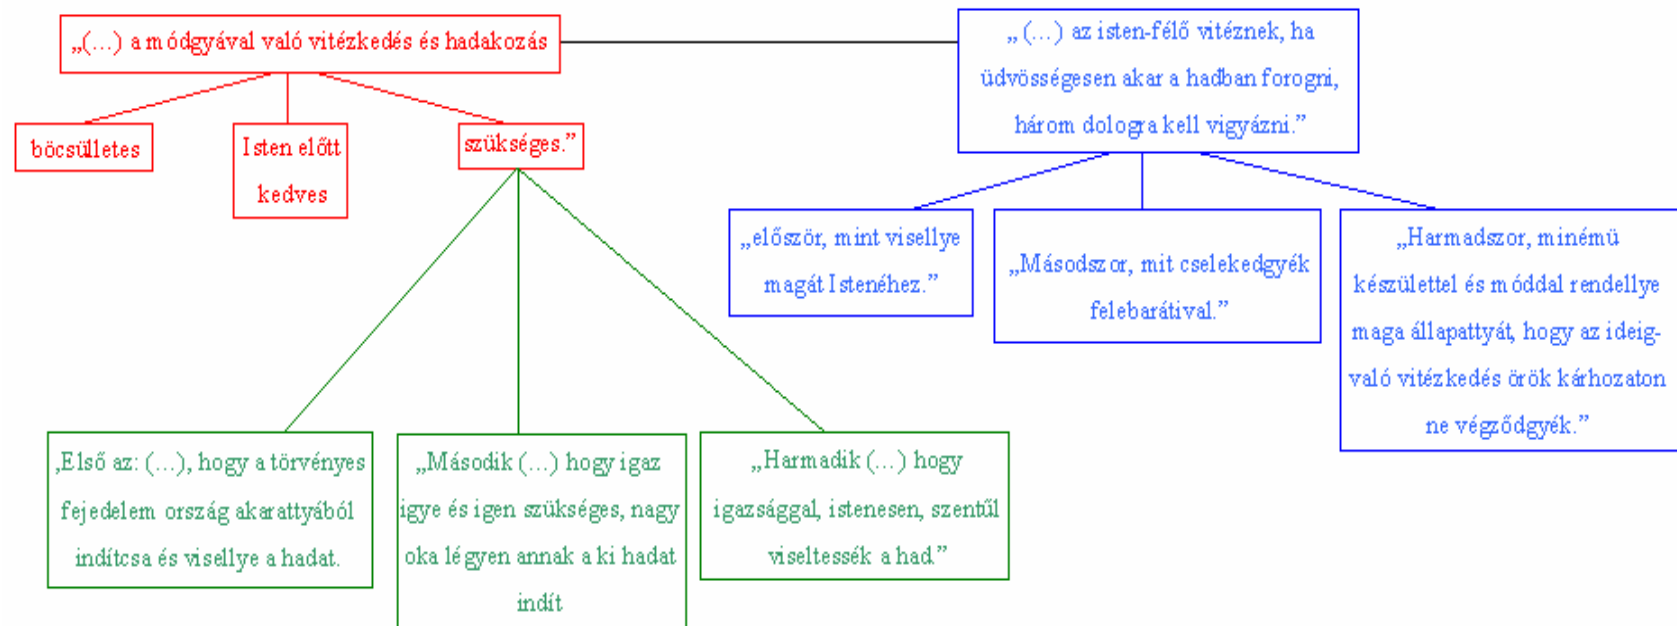 „(…) a módgyával való vitézkedés és hadakozás
böcsülletes
Isten előtt
kedves
szükséges.”
„Első az: (…), hogy a törvényes
fejedelem ország akarattyából
indítcsa és visellye a hadat.
„Második (…) hogy igaz
igye és igen szükséges, nagy
oka légyen annak a ki hadat
indít
„Harmadik (…) hogy
igazsággal, istenesen, szentűl
viseltessék a had.”
„ (…) az isten-félő vitéznek, ha
üdvösségesen akar a hadban forogni,
három dologra kell vigyázni.”
„először, mint visellye
magát Istenéhez.”
„Másodszor, mit cselekedgyék
felebarátival.”
„Harmadszor, minémü
készülettel és móddal rendellye
maga állapattyát, hogy az ideig-
való vitézkedés örök kárhozaton
ne végződgyék.”